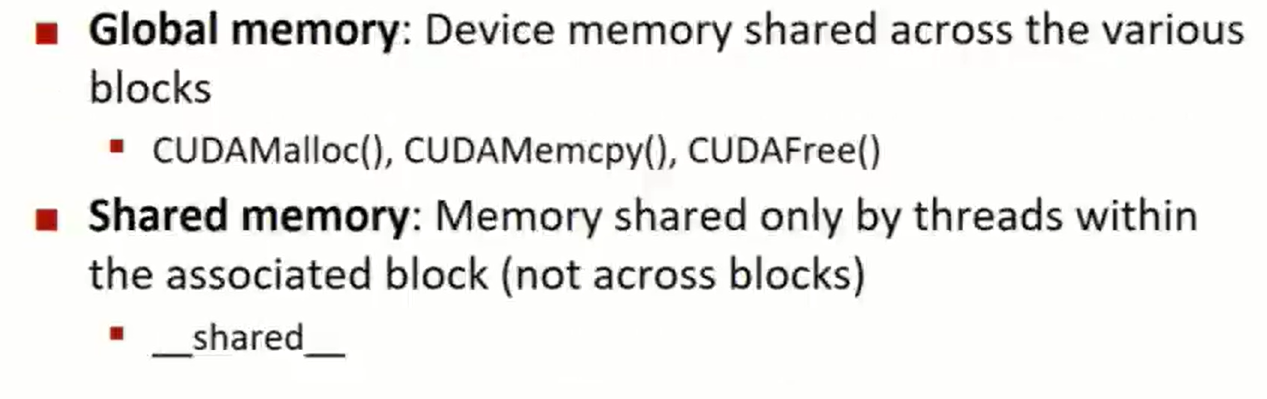 Global memory: Device memory shared across the various
blocks
CUDAMalloc(), CUDAMemcpy(), CUDAFree()
Shared memory: Memory shared only by threads within
the associated block (not across blocks)
__shared__